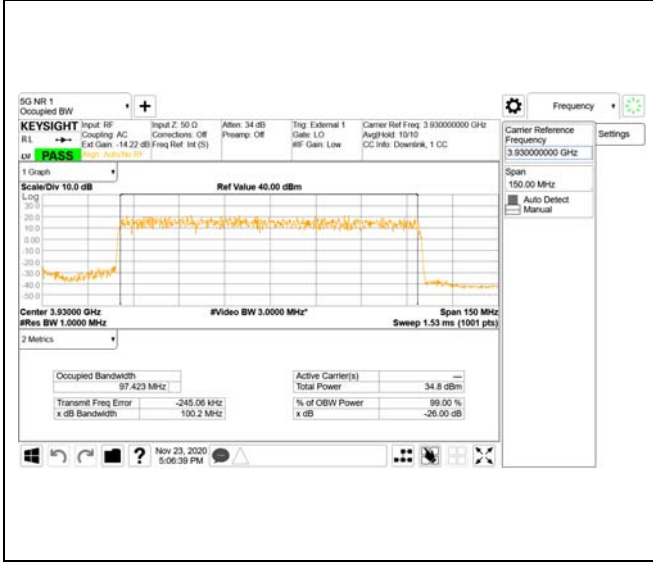 5G NR 1
Occupied BW
Frequency
KEYSIGHT
Input: RF
Input Z: 50 Ω
Atten: 34 dB
Trig: External 1
Carrier Ref Freq: 3.930000000 GHz
R L
Coupling: AC
Corrections: Off
Preamp: Off
Gate: LO
Avg|Hold: 10/10
Ext Gain: -14.22 dB
Freq Ref: Int (S)
#IF Gain: Low
CC Info: Downlink, 1 CC
PASS
Align: Auto/No RF
Carrier Reference
Frequency
3.930000000 GHz
Settings
Span
150.00 MHz
Auto Detect
Manual
1 Graph
Scale/Div 10.0 dB
Ref Value 40.00 dBm
Log
30.0
20.0
10.0
0.00
-10.0
-20.0
-30.0
-40.0
-50.0
Center 3.93000 GHz
#Video BW 3.0000 MHz*
Span 150 MHz
#Res BW 1.0000 MHz
Sweep 1.53 ms (1001 pts)
2 Metrics
Occupied Bandwidth
97.423 MHz
Active Carrier(s)
---
Total Power
34.8 dBm
Transmit Freq Error
-245.06 kHz
% of OBW Power
99.00 %
x dB Bandwidth
100.2 MHz
x dB
-26.00 dB
Nov 23, 2020
5:06:39 PM